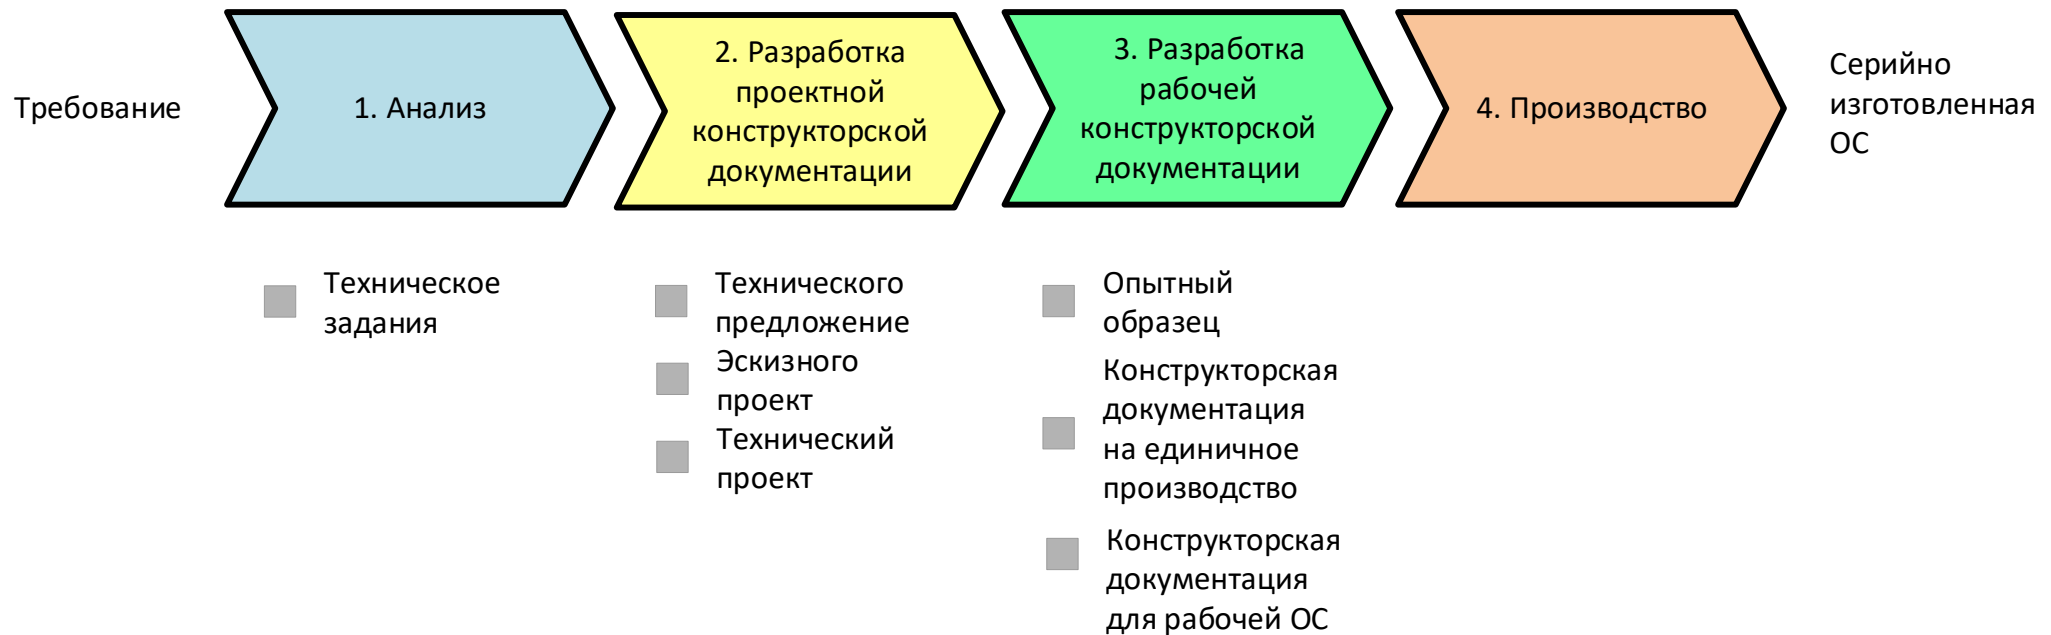 Требование
1. Анализ
2. Разработка
проектной
конструкторской
документации
3. Разработка
рабочей
конструкторской
документации
4. Производство
Серийно
изготовленная
ОС
Техническое
задания
Технического
предложение
Эскизного
проект
Технический
проект
Опытный
образец
Конструкторская
документация
на единичное
производство
Конструкторская
документация
для рабочей ОС